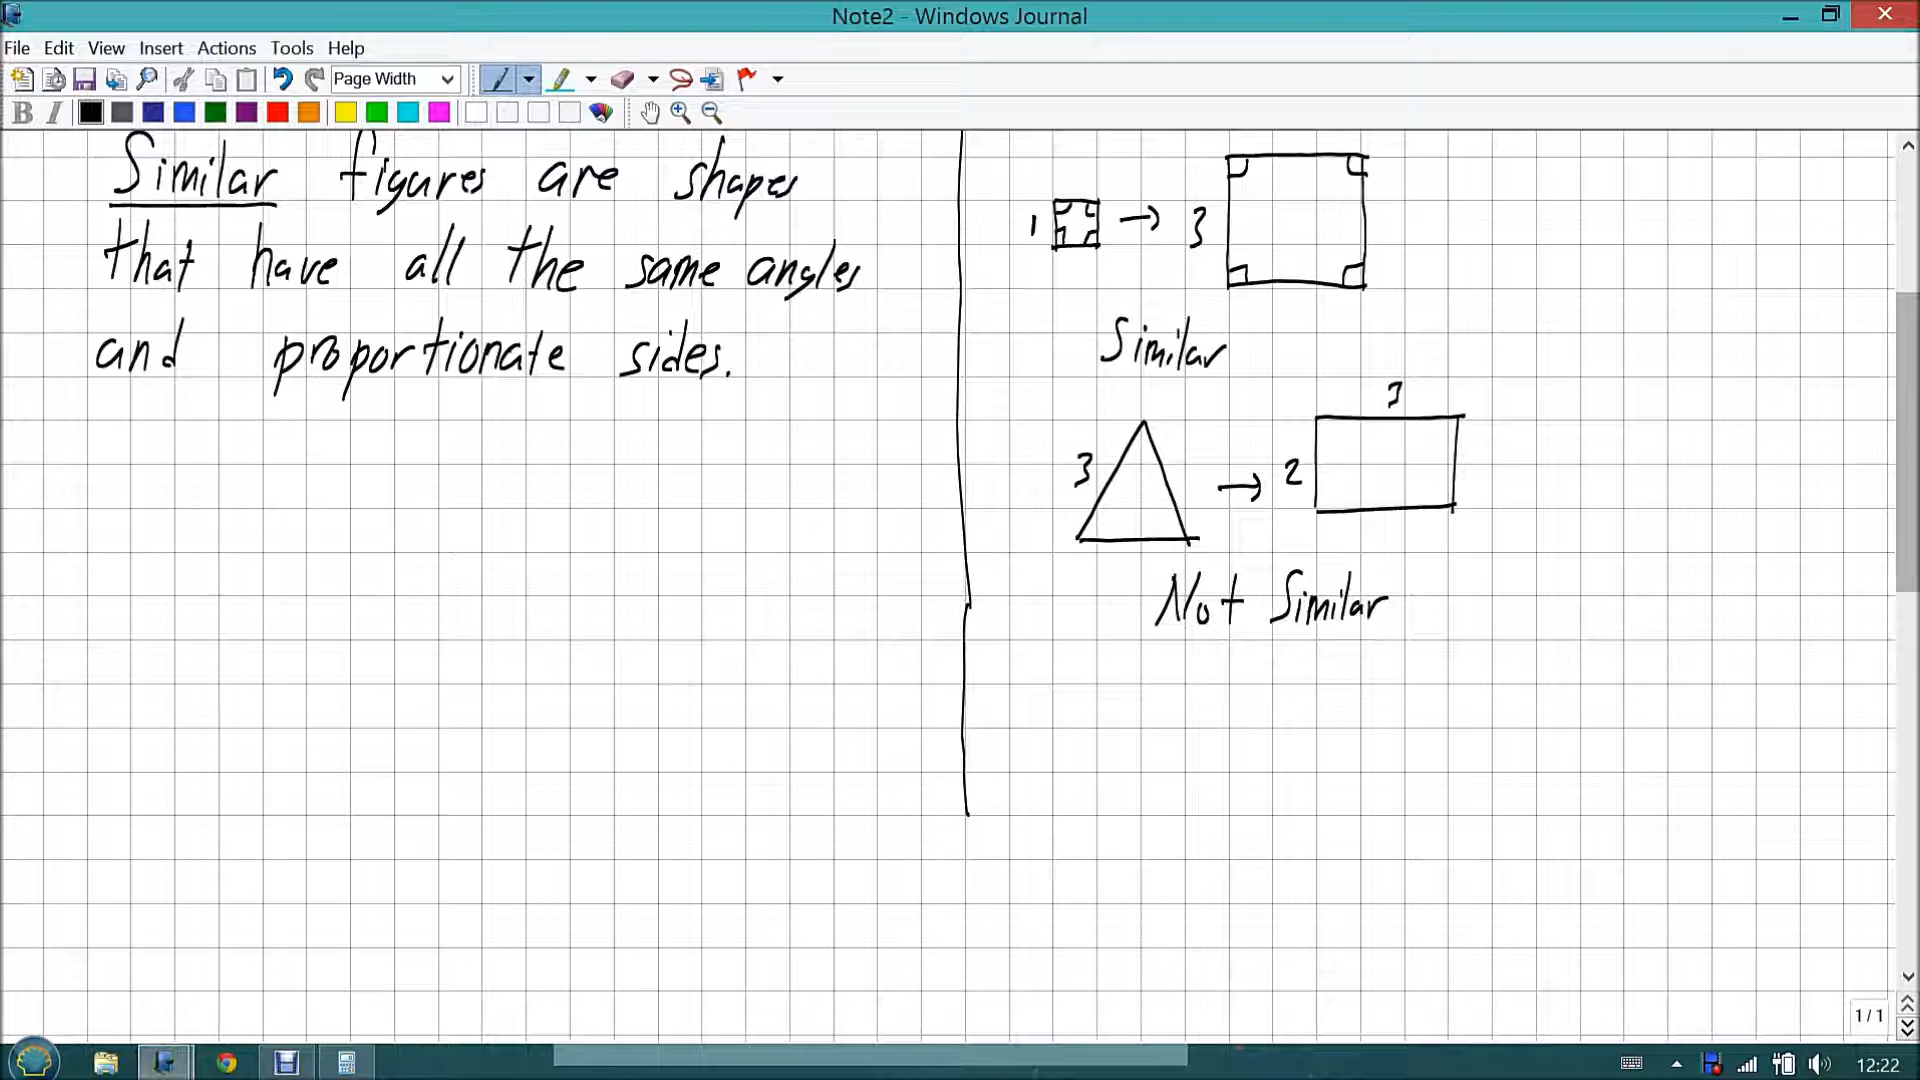 Note2 - Windows Journal
File Edit View Insert Actions Tools Help
Page Width
B I
Similar figures are shapes
that have all the same angles
and proportionate sides.
1 → 3
Similar
3
3 → 2
Not Similar
1 / 1
12:22